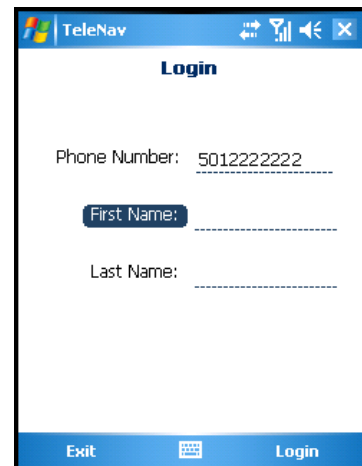 TeleNav
Login
Phone Number: 5012222222
First Name:
Last Name:
Exit Login